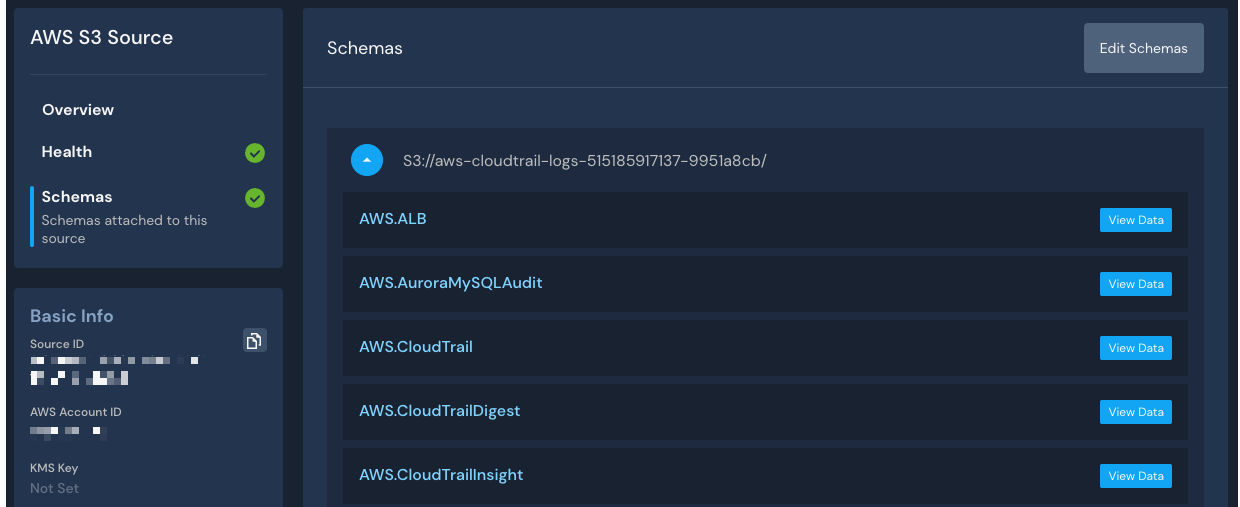 AWS S3 Source
Overview
Health
Schemas
Schemas attached to this
source
Basic Info
Source ID
AWS Account ID
KMS Key
Not Set
Schemas
Edit Schemas
S3://aws-cloudtrail-logs-515185917137-9951a8cb/
AWS.ALB
View Data
AWS.AuroraMySQLAudit
View Data
AWS.CloudTrail
View Data
AWS.CloudTrailDigest
View Data
AWS.CloudTrailInsight
View Data